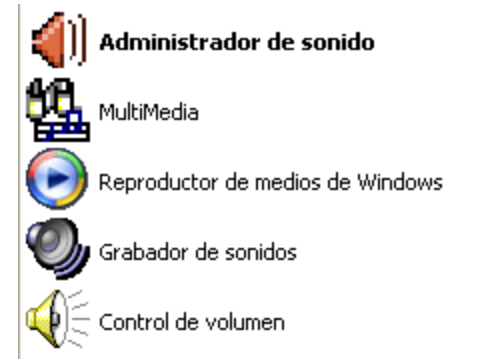 Administrador de sonido
MultiMedia
Reproductor de medios de Windows
Grabador de sonidos
Control de volumen